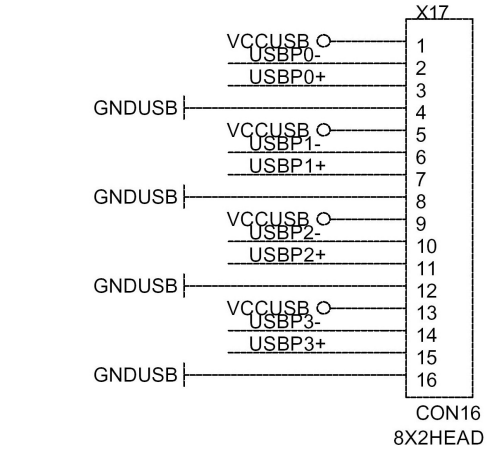 X17
VCCUSB 1
USBP0- 2
USBP0+ 3
GNDUSB 4
VCCUSB 5
USBP1- 6
USBP1+ 7
GNDUSB 8
VCCUSB 9
USBP2- 10
USBP2+ 11
GNDUSB 12
VCCUSB 13
USBP3- 14
USBP3+ 15
GNDUSB 16
CON16
8X2HEAD